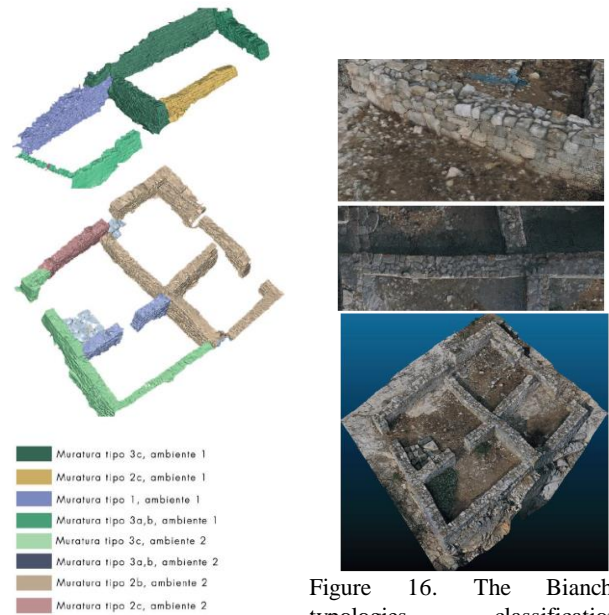 Muratura tipo 3c, ambiente 1
Muratura tipo 2c, ambiente 1
Muratura tipo 1, ambiente 1
Muratura tipo 3a,b, ambiente 1
Muratura tipo 3c, ambiente 2
Muratura tipo 3a,b, ambiente 2
Muratura tipo 2b, ambiente 2
Muratura tipo 2c, ambiente 2
Figure 16. The Bianch